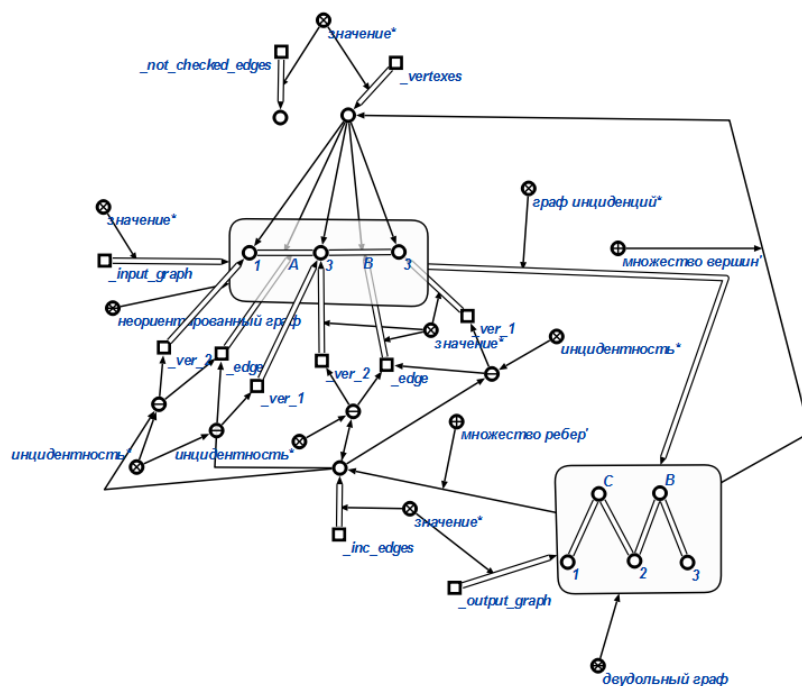 значение*
_not_checked_edges
_vertexes
граф инциденций*
значение*
множество вершин'
1
A
3
B
3
_input_graph
неориентированный граф
_ver_1
значение*
инцидентность*
_ver_2
_edge
_ver_2
_edge
_ver_1
множество ребер'
инцидентность*
инцидентность*
C
B
значение*
_inc_edges
1
2
3
_output_graph
двудольный граф